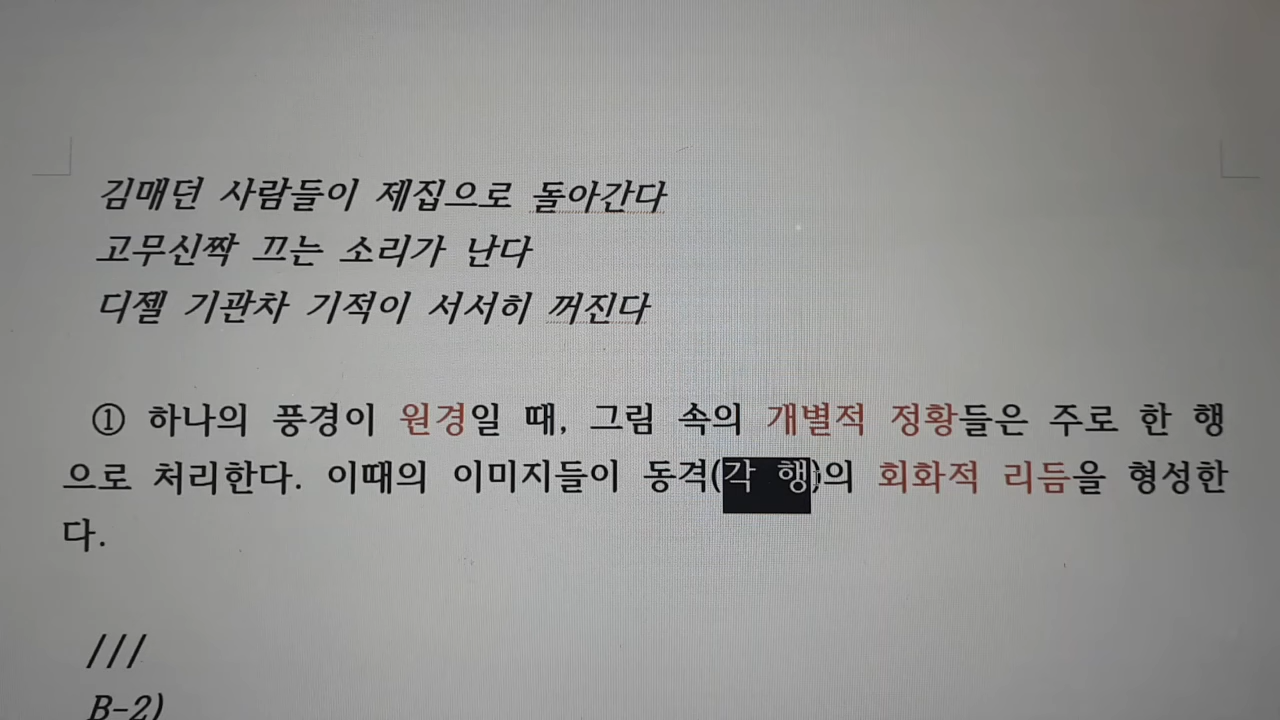 김매던 사람들이 제집으로 돌아간다
고무신짝 끄는 소리가 난다
디젤 기관차 기적이 서서히 꺼진다
① 하나의 풍경이 원경일 때, 그림 속의 개별적 정황들은 주로 한 행
으로 처리한다. 이때의 이미지들이 동격(각 행)의 회화적 리듬을 형성한
다.
///
B-2)